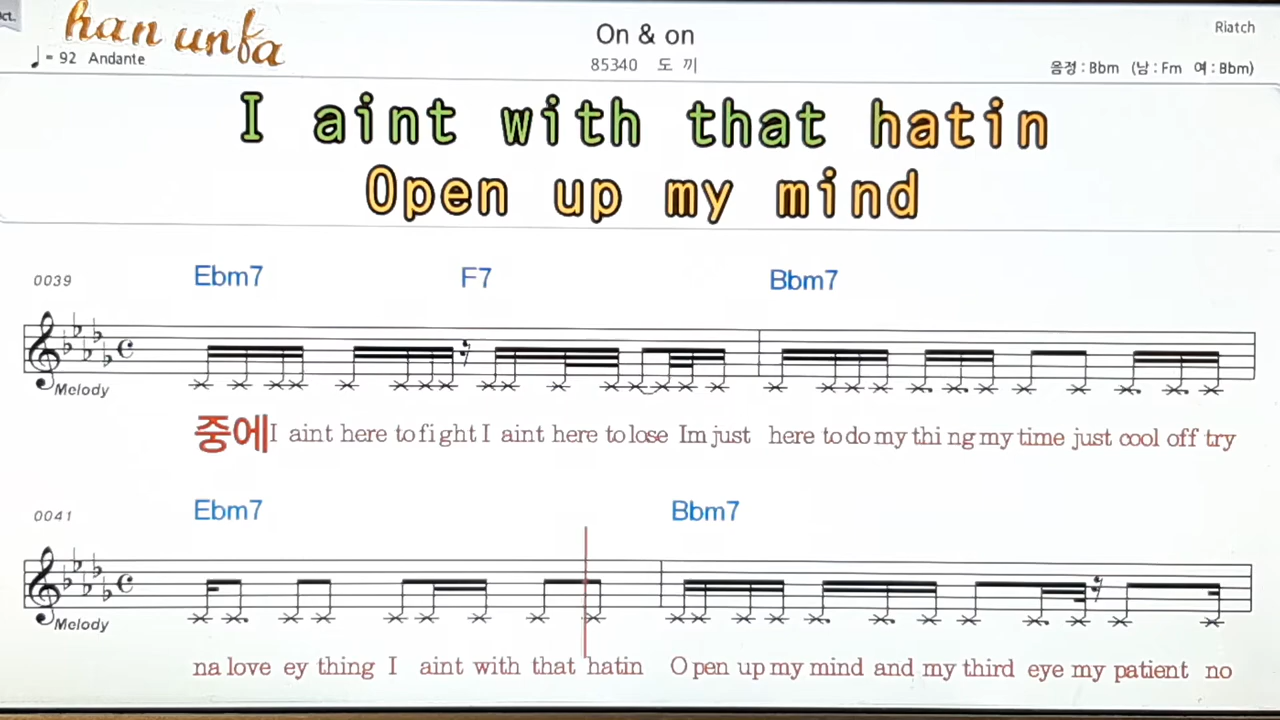 ct.
han unfa
On & on
Riatch
♩ = 92 Andante
85340 도 끼
음정 : Bbm (남 : Fm 여 : Bbm)
I aint with that hatin
Open up my mind
0039
Ebm7 F7 Bbm7
Melody
중에 I aint here to fight I aint here to lose Im just here to do my thi ng my time just cool off try
0041
Ebm7 Bbm7
Melody
na love ey thing I aint with that hatin O pen up my mind and my third eye my patient no